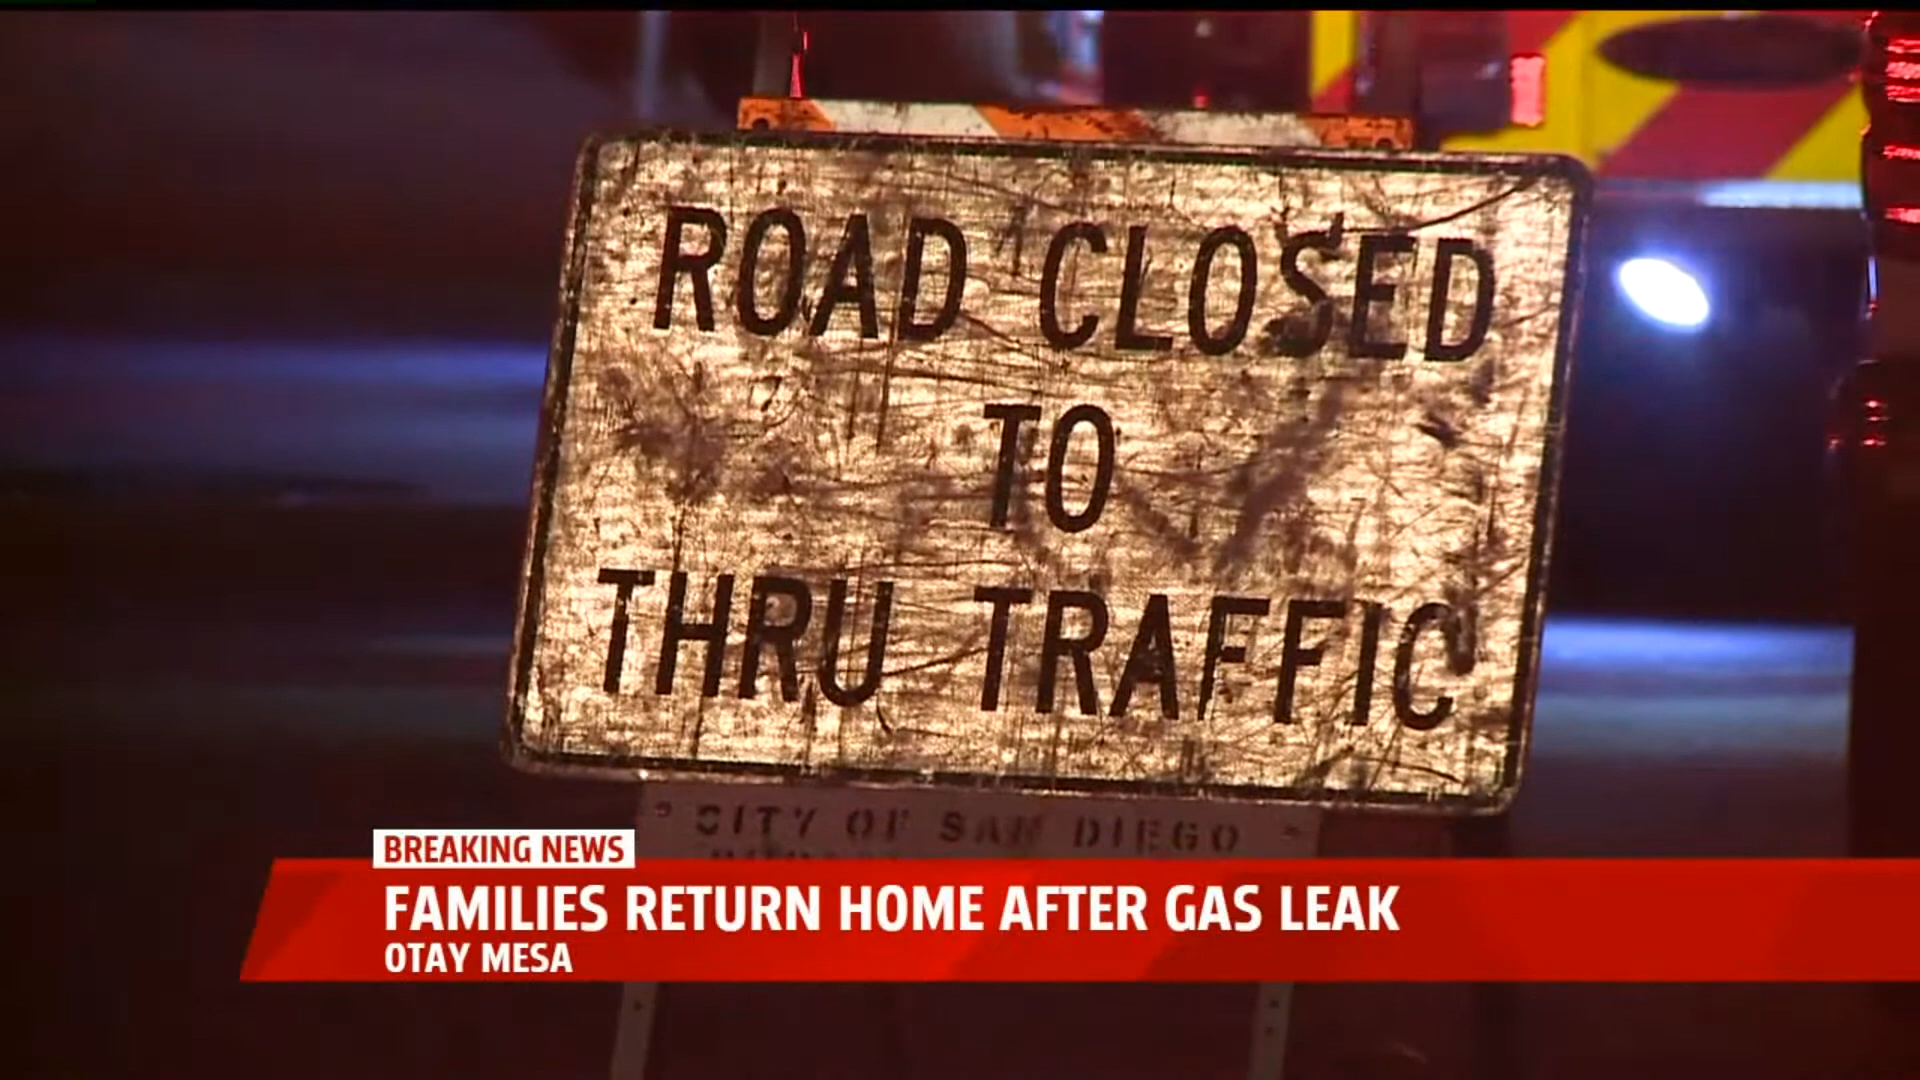 ROAD CLOSED
TO
THRU TRAFFIC
CITY OF SAN DIEGO
BREAKING NEWS
FAMILIES RETURN HOME AFTER GAS LEAK
OTAY MESA